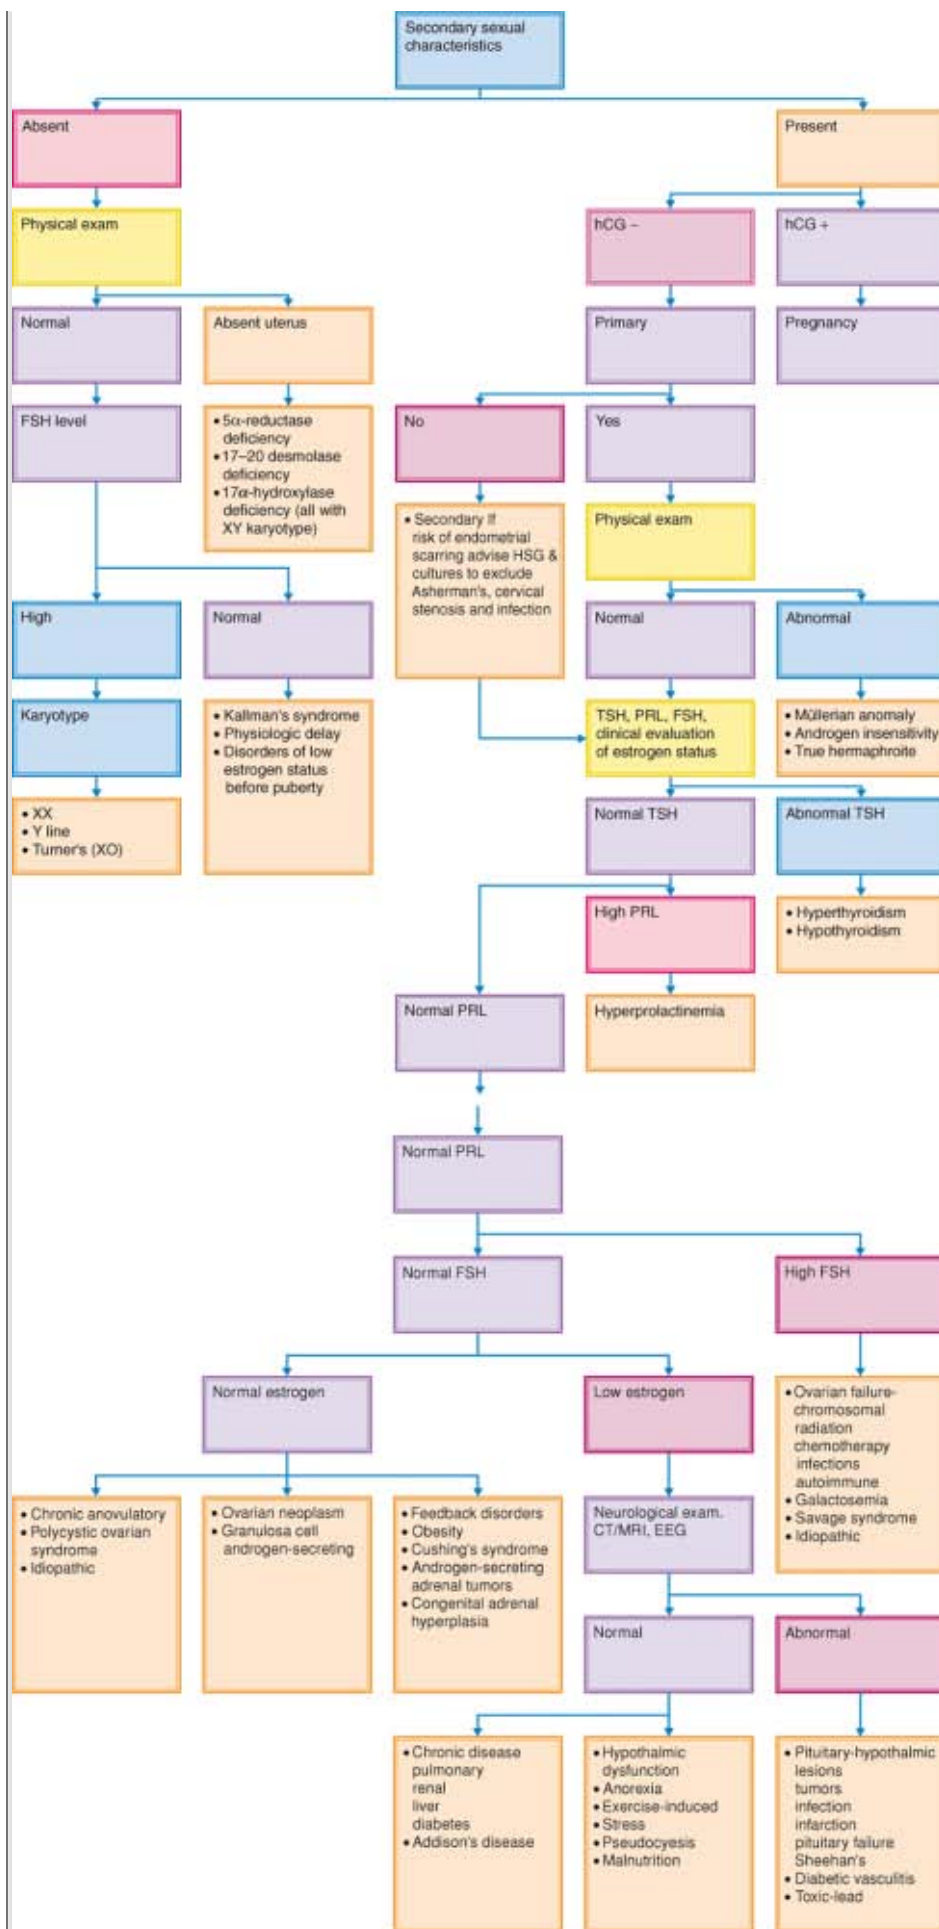 Secondary sexual
characteristics
Absent
Present
Physical exam
hCG –
hCG +
Normal
Absent uterus
Primary
Pregnancy
FSH level
• 5α-reductase
deficiency
• 17–20 desmolase
deficiency
• 17α-hydroxylase
deficiency (all with
XY karyotype)
No
Yes
• Secondary If
risk of endometrial
scarring advise HSG &
cultures to exclude
Asherman's, cervical
stenosis and infection
Physical exam
High
Normal
Normal
Abnormal
Karyotype
• Kallman's syndrome
• Physiologic delay
• Disorders of low
estrogen status
before puberty
TSH, PRL, FSH,
clinical evaluation
of estrogen status
• Müllerian anomaly
• Androgen insensitivity
• True hermaphroite
• XX
• Y line
• Turner's (XO)
Normal TSH
Abnormal TSH
High PRL
• Hyperthyroidism
• Hypothyroidism
Normal PRL
Hyperprolactinemia
Normal PRL
Normal FSH
High FSH
Normal estrogen
Low estrogen
• Ovarian failure-
chromosomal
radiation
chemotherapy
infections
autoimmune
• Galactosemia
• Savage syndrome
• Idiopathic
• Chronic anovulatory
• Polycystic ovarian
syndrome
• Idiopathic
• Ovarian neoplasm
• Granulosa cell
androgen-secreting
• Feedback disorders
• Obesity
• Cushing's syndrome
• Androgen-secreting
adrenal tumors
• Congenital adrenal
hyperplasia
Neurological exam.
CT/MRI, EEG
Normal
Abnormal
• Chronic disease
pulmonary
renal
liver
diabetes
• Addison's disease
• Hypothalmic
dysfunction
• Anorexia
• Exercise-induced
• Stress
• Pseudocyesis
• Malnutrition
• Pituitary-hypothalmic
lesions
tumors
infection
infarction
pituitary failure
Sheehan's
• Diabetic vasculitis
• Toxic-lead